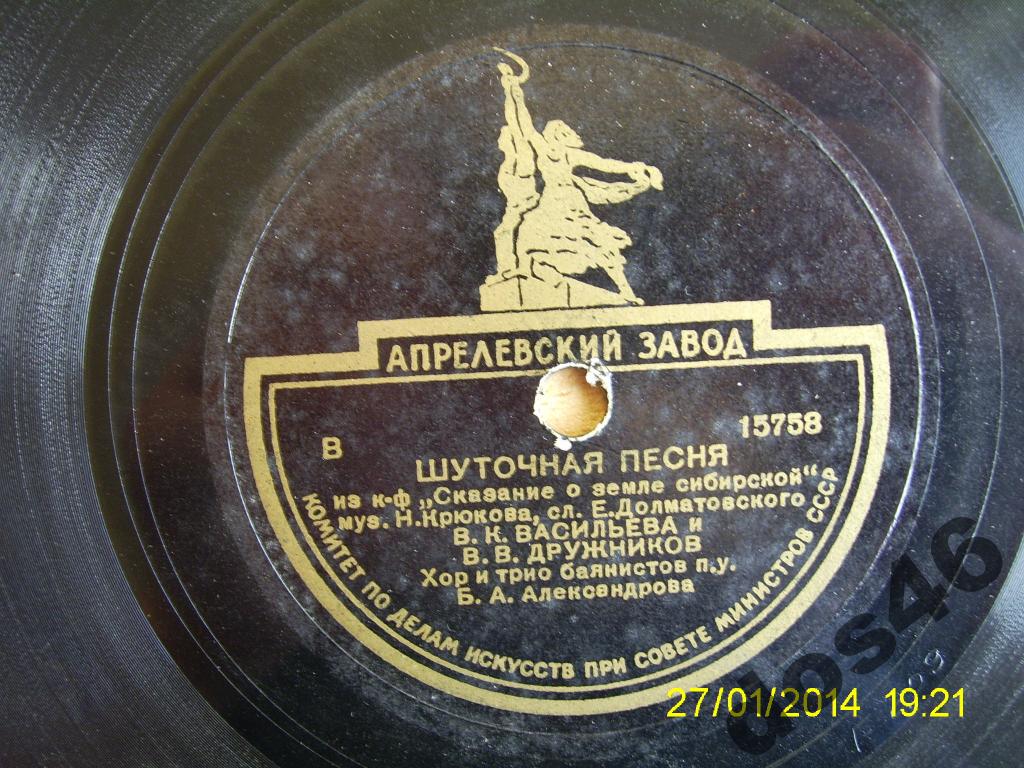 АПРЕЛЕВСКИЙ ЗАВОД
В 15758
ШУТОЧНАЯ ПЕСНЯ
из к-ф „Сказание о земле сибирской“
муз. Н.Крюкова, сл. Е.Долматовского
В. К. ВАСИЛЬЕВА и
В. В. ДРУЖНИКОВ
Хор и трио баянистов п.у.
Б. А. Александрова
КОМИТЕТ ПО ДЕЛАМ ИСКУССТВ ПРИ СОВЕТЕ МИНИСТРОВ СССР
dos46
27/01/2014 19:21